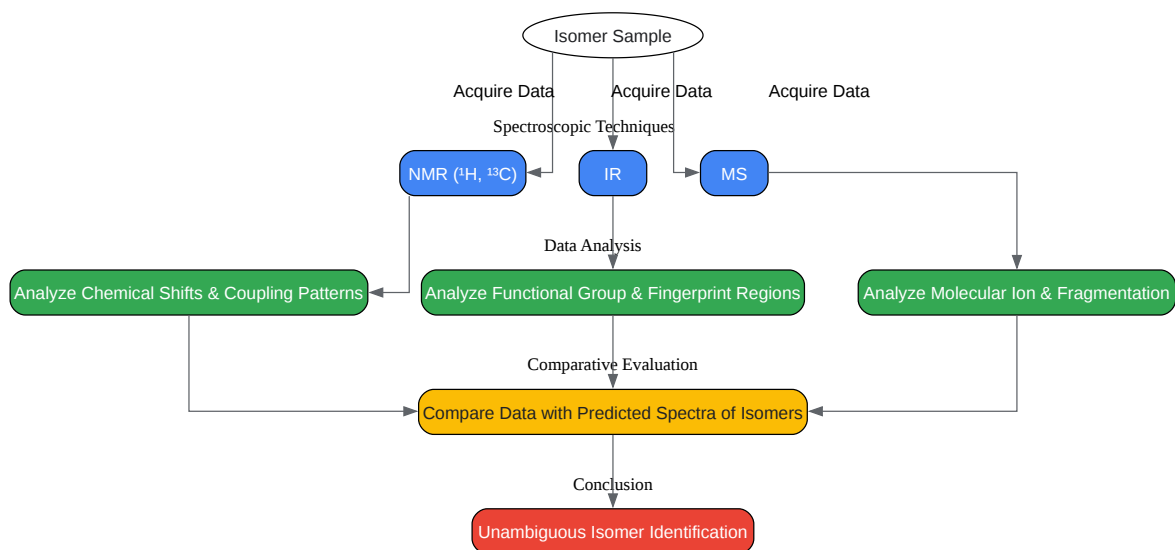 Isomer Sample
Acquire Data
Acquire Data
Acquire Data
Spectroscopic Techniques
NMR (¹H, ¹³C)
IR
MS
Data Analysis
Analyze Chemical Shifts & Coupling Patterns
Analyze Functional Group & Fingerprint Regions
Analyze Molecular Ion & Fragmentation
Comparative Evaluation
Compare Data with Predicted Spectra of Isomers
Conclusion
Unambiguous Isomer Identification